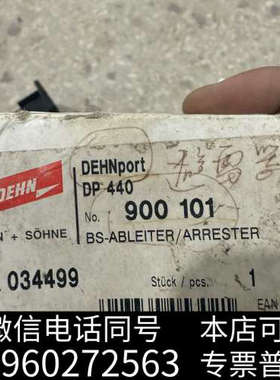 DEHNport
DP 440
DEHN
No. 900 101
N + SÖHNE
BS-ABLEITER/ARRESTER
034499
Stück / pcs. 1
EAN
微信电话同号
本店可
960272563
专票普票